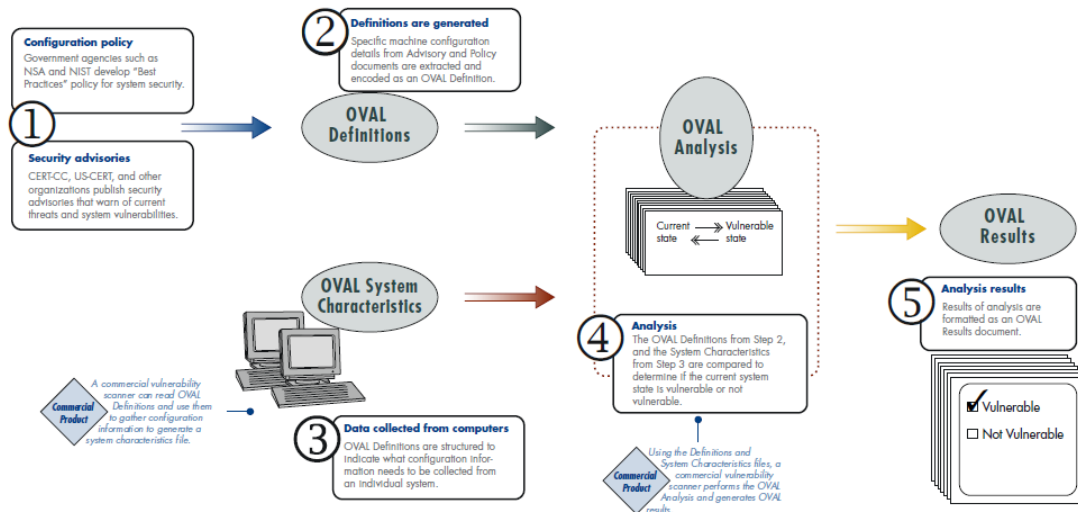 Configuration policy
Government agencies such as
NSA and NIST develop “Best
Practices” policy for system security.
1
Security advisories
CERT-CC, US-CERT, and other
organizations publish security
advisories that warn of current
threats and system vulnerabilities.
2
Definitions are generated
Specific machine configuration
details from Advisory and Policy
documents are extracted and
encoded as an OVAL Definition.
OVAL
Definitions
OVAL System
Characteristics
Commercial
Product
A commercial vulnerability
scanner can read OVAL
Definitions and use them
to gather configuration
information to generate a
system characteristics file.
3
Data collected from computers
OVAL Definitions are structured to
indicate what configuration infor-
mation needs to be collected from
an individual system.
OVAL
Analysis
Current Vulnerable
state state
4
Analysis
The OVAL Definitions from Step 2,
and the System Characteristics
from Step 3 are compared to
determine if the current system
state is vulnerable or not
vulnerable.
Commercial
Product
Using the Definitions and
System Characteristics files, a
commercial vulnerability
scanner performs the OVAL
Analysis and generates OVAL
results.
OVAL
Results
5
Analysis results
Results of analysis are
formatted as an OVAL
Results document.
Vulnerable
Not Vulnerable